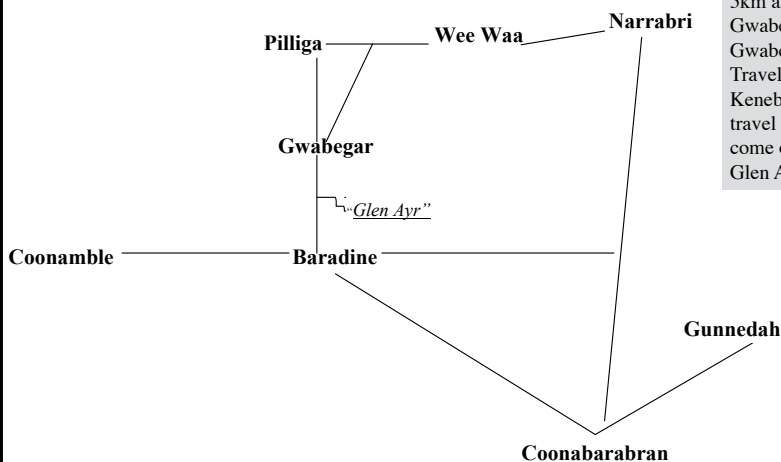 Narrabri
Wee Waa
Pilliga
Gwabegar
“Glen Ayr”
Coonamble
Baradine
Gunnedah
Coonabarabran
5km a
Gwabe
Gwabe
Travel
Keneb
travel
come
Glen A